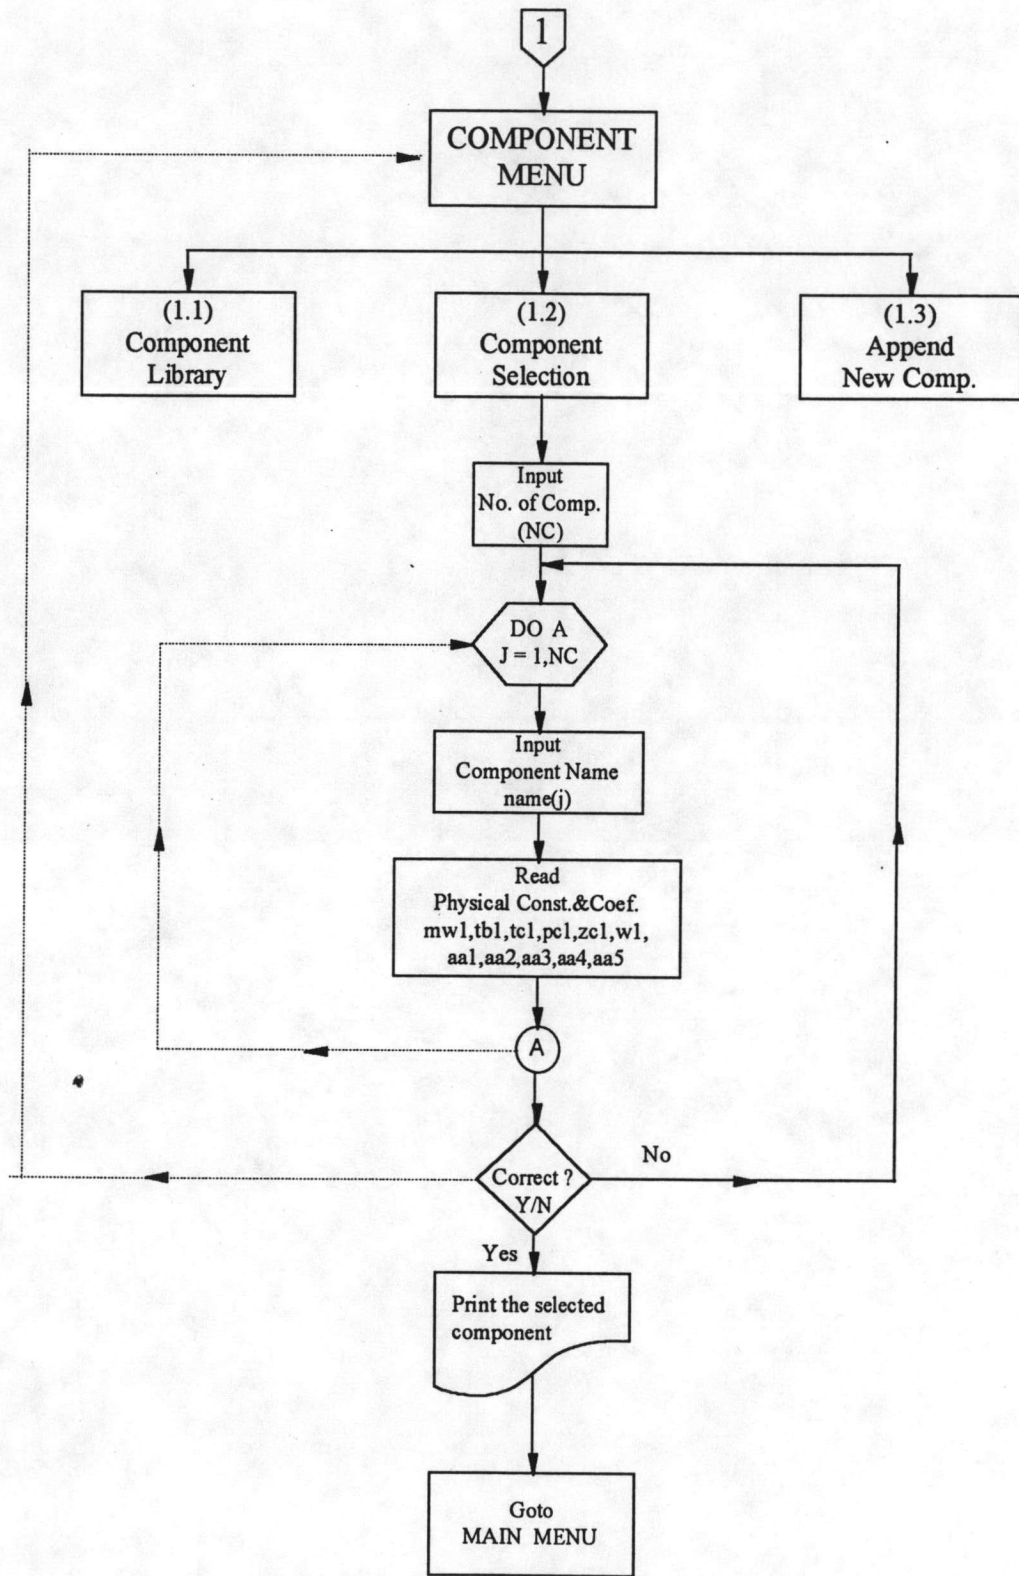 1
COMPONENT
MENU
(1.1)
Component
Library
(1.2)
Component
Selection
(1.3)
Append
New Comp.
Input
No. of Comp.
(NC)
DO A
J = 1,NC
Input
Component Name
name(j)
Read
Physical Const.&Coef.
mw1,tb1,tc1,pc1,zc1,w1,
aa1,aa2,aa3,aa4,aa5
A
Correct ?
Y/N
No
Yes
Print the selected
component
Goto
MAIN MENU